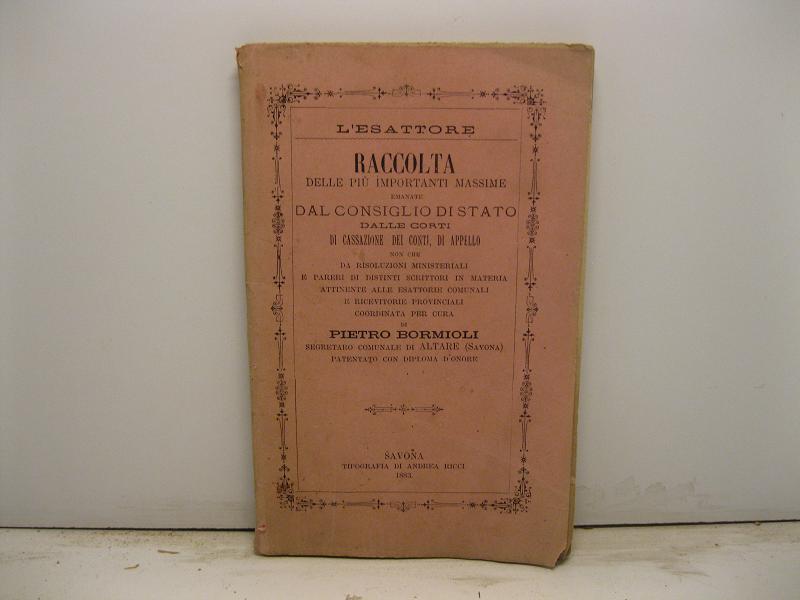 L'ESATTORE
RACCOLTA
DELLE PIÙ IMPORTANTI MASSIME
EMANATE
DAL CONSIGLIO DI STATO
DALLE CORTI
DI CASSAZIONE DEI CONTI, DI APPELLO
NON CHE
DA RISOLUZIONI MINISTERIALI
E PARERI DI DISTINTI SCRITTORI IN MATERIA
ATTINENTE ALLE ESATTORIE COMUNALI
E RICEVITORIE PROVINCIALI
COORDINATA PER CURA
DI
PIETRO BORMIOLI
SEGRETARO COMUNALE DI ALTARE (SAVONA)
PATENTATO CON DIPLOMA D'ONORE
SAVONA
TIPOGRAFIA DI ANDREA RICCI
1883.